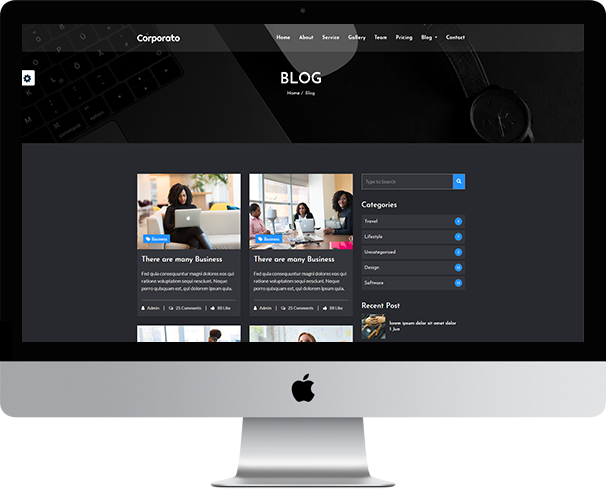 Corporato
Home About Service Gallery Team Pricing Blog Contact
BLOG
Home / Blog
Business
There are many Business
Fed quia consequuntur magni dolores eos qui
ratione voluptatem sequi nesciunt. Neque
porro quisquam est, qui dolorem ipsum quia.
Admin | 25 Comments | 88 Like
Business
There are many Business
Fed quia consequuntur magni dolores eos qui
ratione voluptatem sequi nesciunt. Neque
porro quisquam est, qui dolorem ipsum quia.
Admin | 25 Comments | 88 Like
Type to Search
Categories
Travel
Lifestyle
Uncategorized
Design
Software
Recent Post
lorem ipsum dolor sit amet dolor
1 Jun